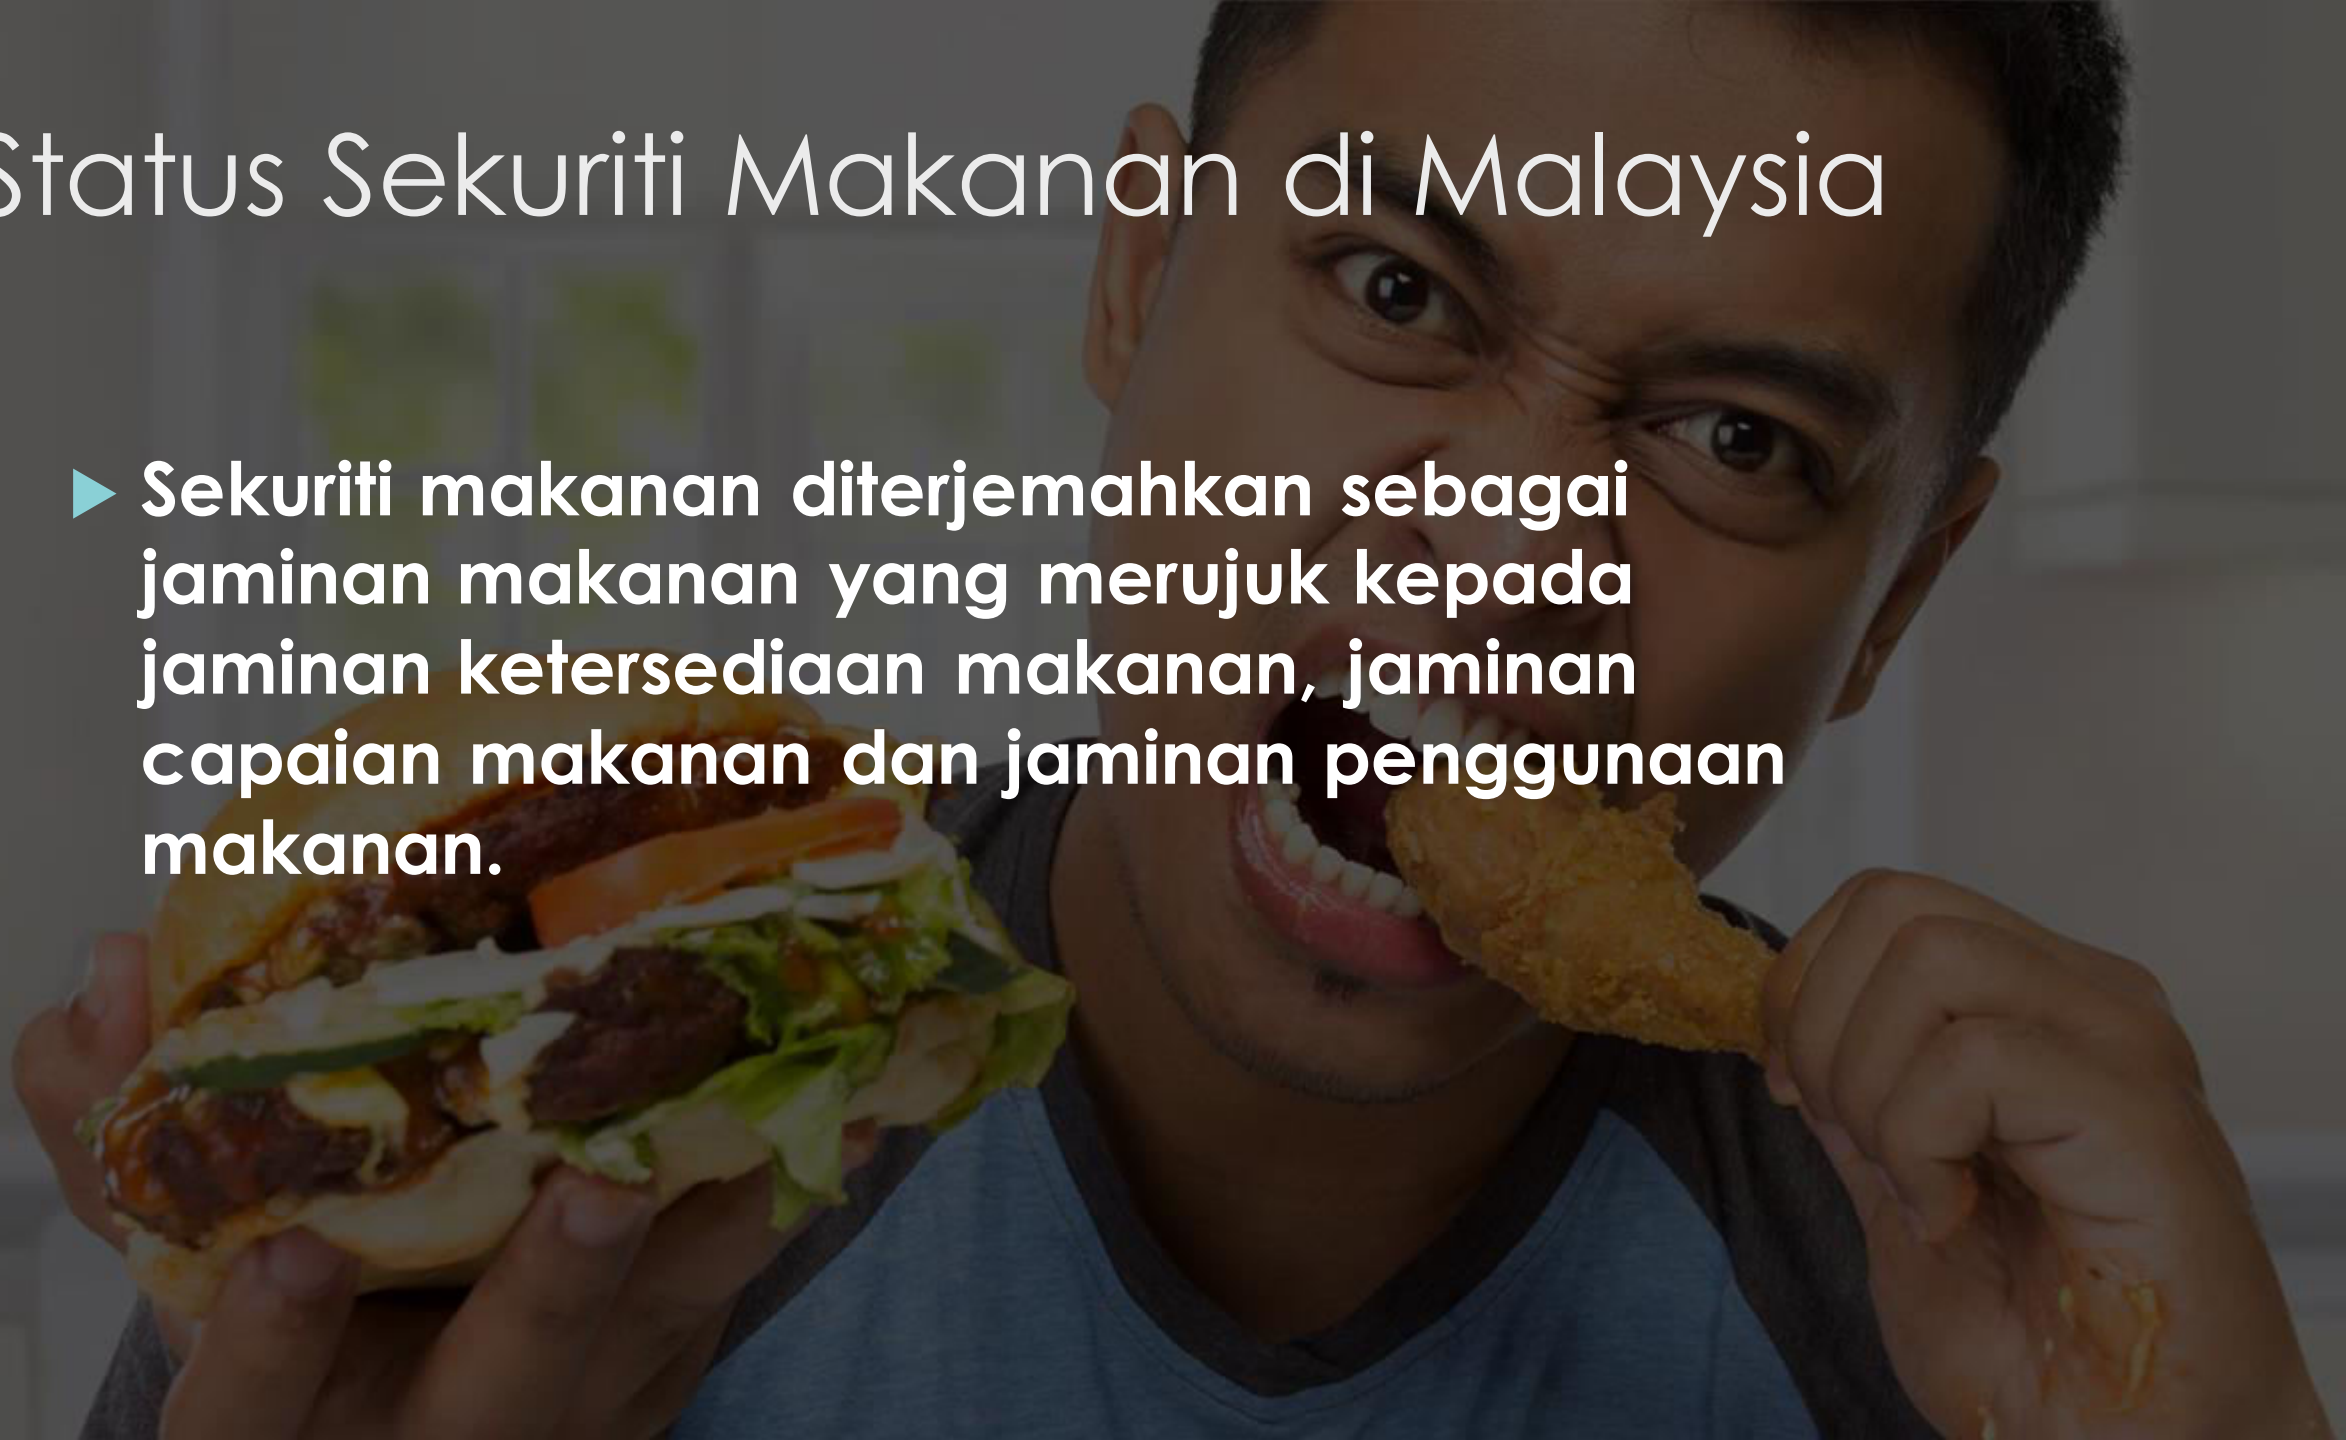 Status Sekuriti Makanan di Malaysia
Sekuriti makanan diterjemahkan sebagai
jaminan makanan yang merujuk kepada
jaminan ketersediaan makanan, jaminan
capaian makanan dan jaminan penggunaan
makanan.